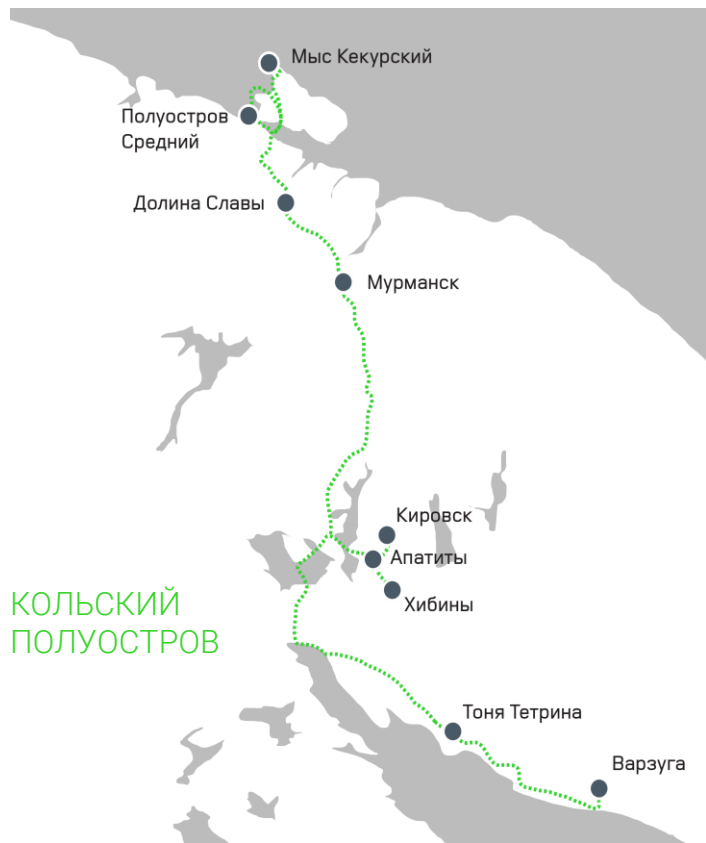 Мыс Кекурский
Полуостров
Средний
Долина Славы
Мурманск
Кировск
Апатиты
Хибины
КОЛЬСКИЙ
ПОЛУОСТРОВ
Тоня Тетрина
Варзуга